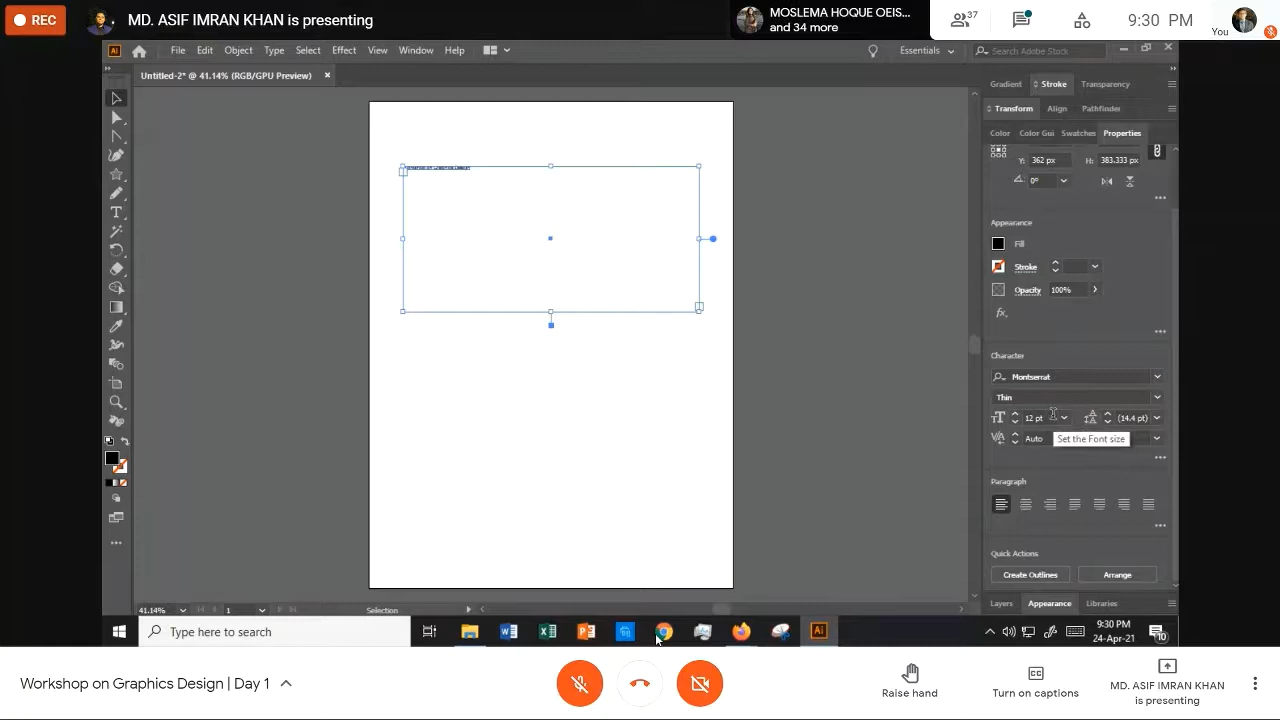 REC
MD. ASIF IMRAN KHAN is presenting
MOSLEMA HOQUE OEIS...
and 34 more
37
9:30 PM
You
Ai
File Edit Object Type Select Effect View Window Help
Essentials
Search Adobe Stock
Untitled-2* @ 41.14% (RGB/GPU Preview)
Gradient Stroke Transparency
Transform Align Pathfinder
Color Color Gui Swatches Properties
Y: 362 px H:
0°
Appearance
Fill
Stroke
Opacity 100%
fx.
Character
Montserrat
Thin
12 pt (14.4 pt)
Auto
Set the Font size
Paragraph
Quick Actions
Create Outlines Arrange
Layers Appearance Libraries
41.14% 1 Selection
Type here to search
Ai
9:30 PM
24-Apr-21
10
Workshop on Graphics Design | Day 1
Raise hand
Turn on captions
MD. ASIF IMRAN KHAN
is presenting